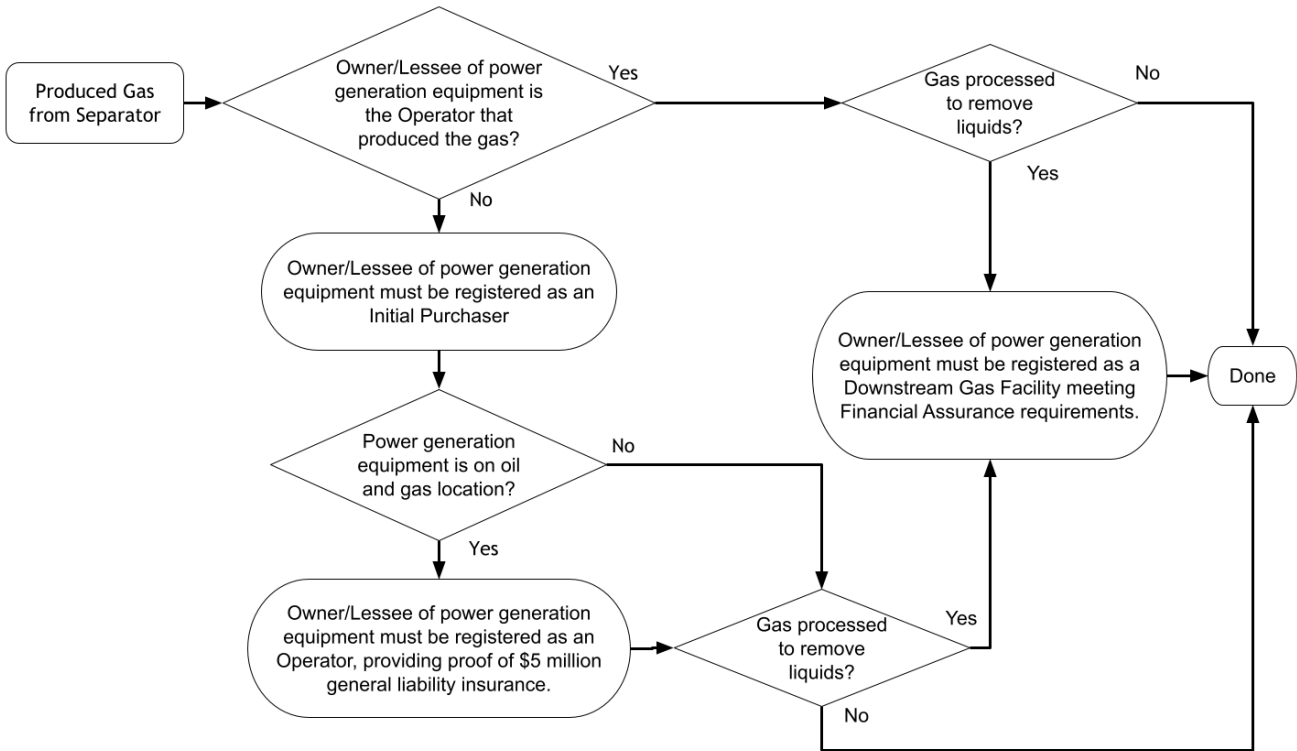 Produced Gas
from Separator
Owner/Lessee of power
generation equipment is
the Operator that
produced the gas?
Yes
Gas processed
to remove
liquids?
No
Yes
No
Owner/Lessee of power generation
equipment must be registered as an
Initial Purchaser
Owner/Lessee of power generation
equipment must be registered as a
Downstream Gas Facility meeting
Financial Assurance requirements.
Done
Power generation
equipment is on oil
and gas location?
No
Yes
Owner/Lessee of power generation
equipment must be registered as an
Operator, providing proof of $5 million
general liability insurance.
Gas processed
to remove
liquids?
Yes
No